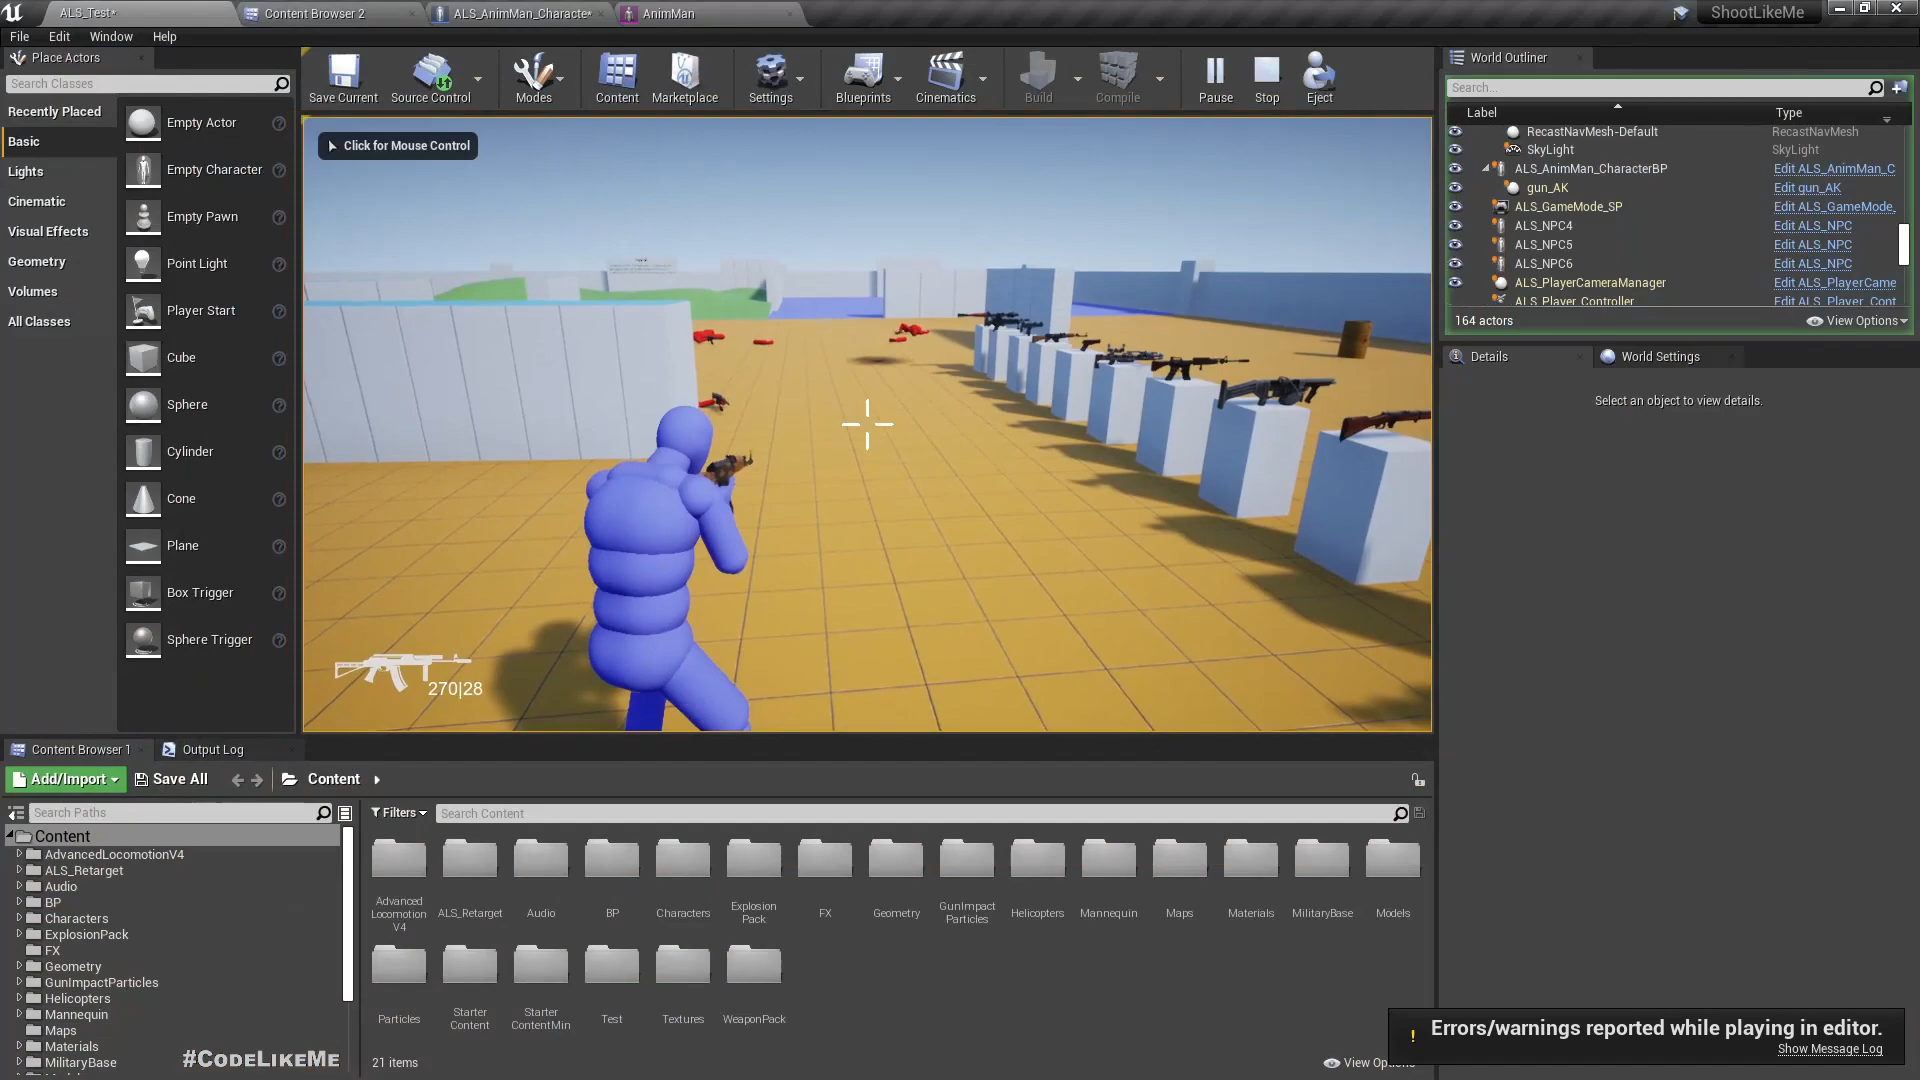 ALS_Test*
Content Browser 2
ALS_AnimMan_Characte*
AnimMan
ShootLikeMe
File
Edit
Window
Help
Place Actors
Search Classes
Recently Placed
Basic
Lights
Cinematic
Visual Effects
Geometry
Volumes
All Classes
Empty Actor
Empty Character
Empty Pawn
Point Light
Player Start
Cube
Sphere
Cylinder
Cone
Plane
Box Trigger
Sphere Trigger
Save Current
Source Control
Modes
Content
Marketplace
Settings
Blueprints
Cinematics
Build
Compile
Pause
Stop
Eject
Click for Mouse Control
270|28
World Outliner
Search...
Label
Type
RecastNavMesh-Default
RecastNavMesh
SkyLight
SkyLight
ALS_AnimMan_CharacterBP
Edit ALS_AnimMan_C
gun_AK
Edit gun_AK
ALS_GameMode_SP
Edit ALS_GameMode_
ALS_NPC4
Edit ALS_NPC
ALS_NPC5
Edit ALS_NPC
ALS_NPC6
Edit ALS_NPC
ALS_PlayerCameraManager
Edit ALS_PlayerCame
ALS_Player_Controller
Edit ALS_Player_Cont
164 actors
View Options
Details
World Settings
Select an object to view details.
Content Browser 1
Output Log
Add/Import
Save All
Content
Search Paths
Filters
Search Content
Content
AdvancedLocomotionV4
ALS_Retarget
Audio
BP
Characters
ExplosionPack
FX
Geometry
GunImpactParticles
Helicopters
Mannequin
Maps
Materials
MilitaryBase
Advanced
Locomotion
V4
ALS_Retarget
Audio
BP
Characters
Explosion
Pack
FX
Geometry
GunImpact
Particles
Helicopters
Mannequin
Maps
Materials
MilitaryBase
Models
Particles
Starter
Content
Starter
ContentMin
Test
Textures
WeaponPack
21 items
View Options
#CODELIKEME
Errors/warnings reported while playing in editor.
Show Message Log